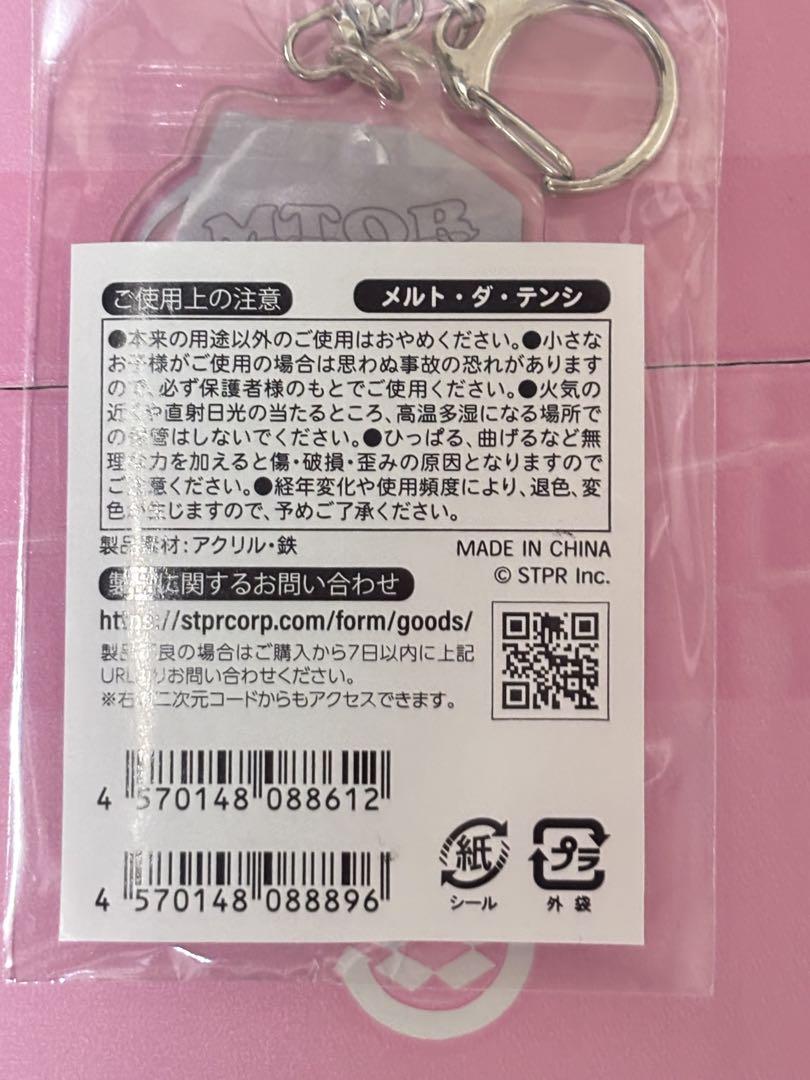 MTOR
ご使用上の注意
メルト・ダ・テンシ
●本来の用途以外のご使用はおやめください。●小さな
お子様がご使用の場合は思わぬ事故の恐れがあります
ので、必ず保護者様のもとでご使用ください。●火気の
近くや直射日光の当たるところ、高温多湿になる場所で
の保管はしないでください。●ひっぱる、曲げるなど無
理な力を加えると傷・破損・歪みの原因となりますので
ご注意ください。●経年変化や使用頻度により、退色、変
色が生じますので、予めご了承ください。
製品素材:アクリル・鉄
MADE IN CHINA
© STPR Inc.
製品に関するお問い合わせ
https://stprcorp.com/form/goods/
製品不良の場合はご購入から7日以内に上記
URLよりお問い合わせください。
※右の二次元コードからもアクセスできます。
4 570148 088612
4 570148 088896
紙
シール
プラ
外袋